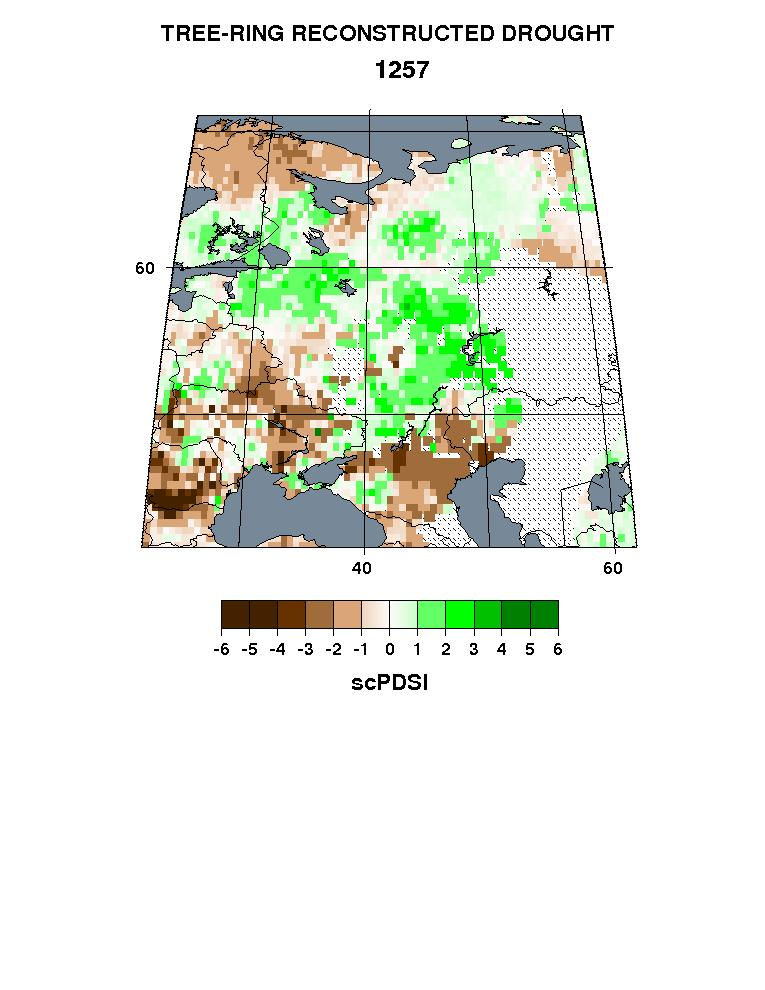 TREE-RING RECONSTRUCTED DROUGHT
1257
60
40 60
-6 -5 -4 -3 -2 -1 0 1 2 3 4 5 6
scPDSI